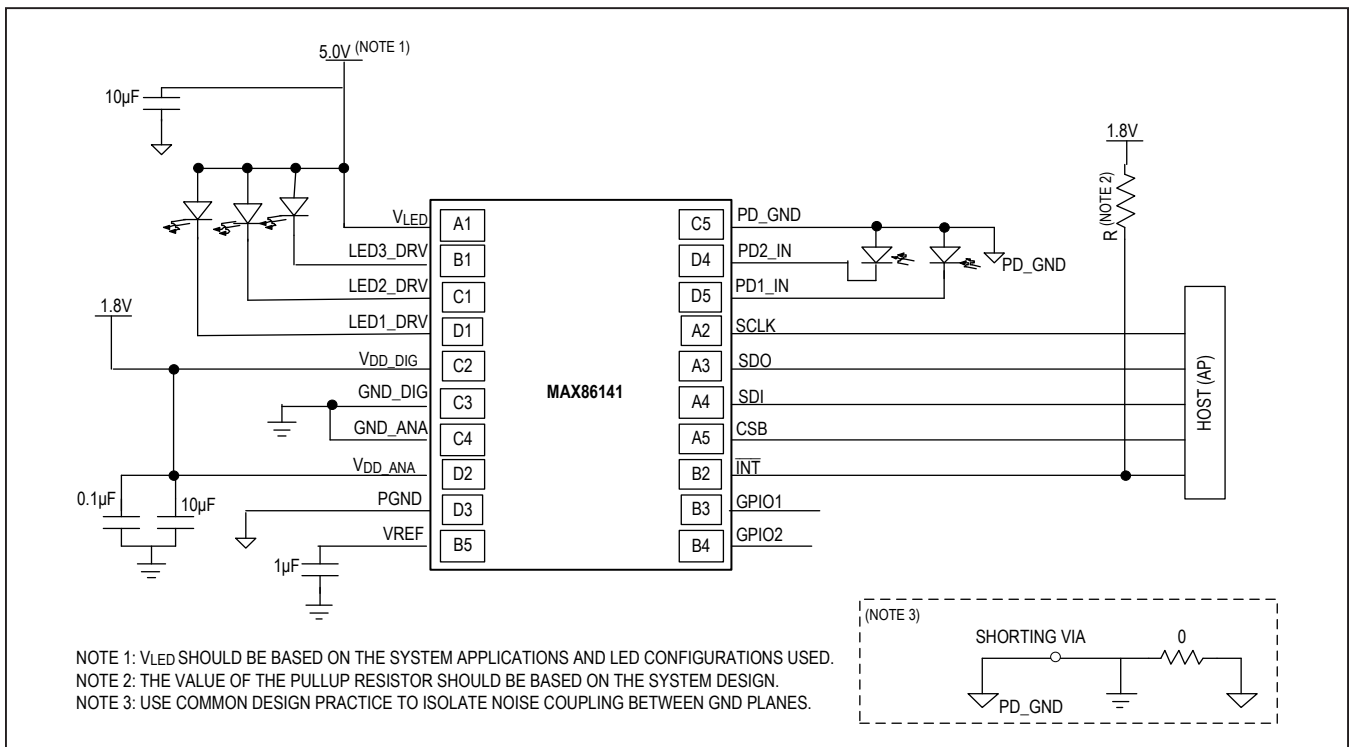 5.0V (NOTE 1)
10µF
1.8V
R (NOTE 2)
VLED
A1
LED3_DRV
B1
LED2_DRV
C1
LED1_DRV
D1
1.8V
VDD_DIG
C2
GND_DIG
C3
GND_ANA
C4
VDD_ANA
D2
0.1µF
10µF
PGND
D3
VREF
B5
1µF
MAX86141
C5
PD_GND
D4
PD2_IN
PD_GND
D5
PD1_IN
A2
SCLK
A3
SDO
A4
SDI
A5
CSB
B2
INT
B3
GPIO1
B4
GPIO2
HOST (AP)
(NOTE 3)
SHORTING VIA
0
PD_GND
NOTE 1: VLED SHOULD BE BASED ON THE SYSTEM APPLICATIONS AND LED CONFIGURATIONS USED.
NOTE 2: THE VALUE OF THE PULLUP RESISTOR SHOULD BE BASED ON THE SYSTEM DESIGN.
NOTE 3: USE COMMON DESIGN PRACTICE TO ISOLATE NOISE COUPLING BETWEEN GND PLANES.